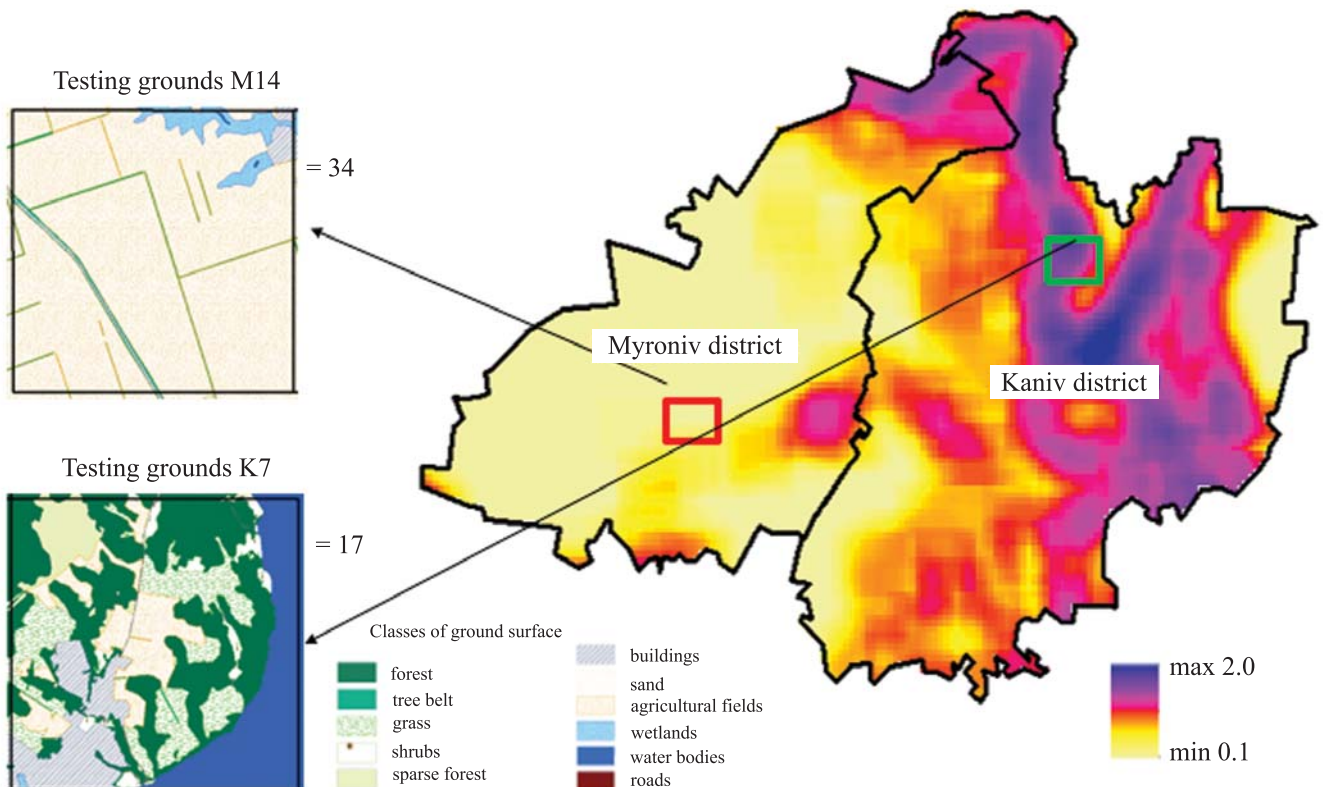 Testing grounds M14
= 34
Myroniv district
Kaniv district
Testing grounds K7
= 17
Classes of ground surface
forest
tree belt
grass
shrubs
sparse forest
buildings
sand
agricultural fields
wetlands
water bodies
roads
max 2.0
min 0.1